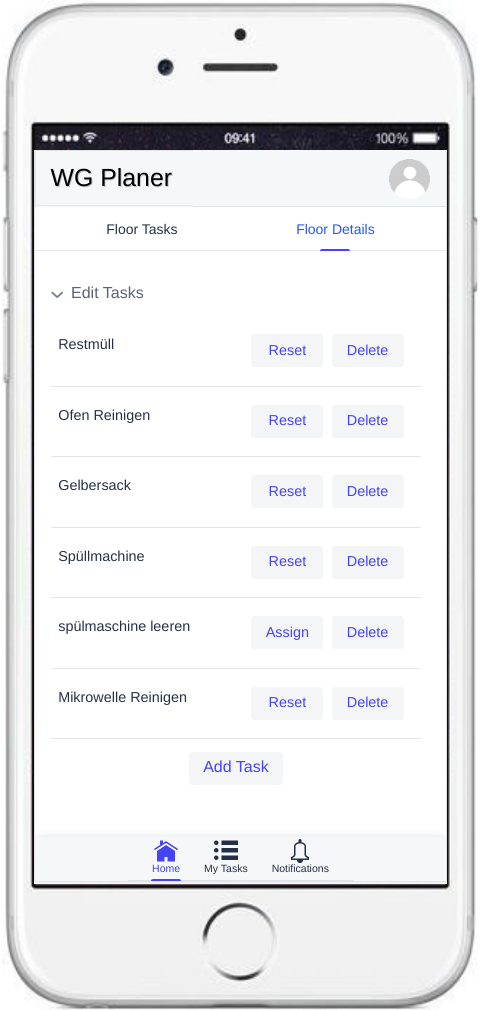 09:41 100%
WG Planer
Floor Tasks Floor Details
Edit Tasks
Restmüll Reset Delete
Ofen Reinigen Reset Delete
Gelbersack Reset Delete
Spüllmachine Reset Delete
spülmaschine leeren Assign Delete
Mikrowelle Reinigen Reset Delete
Add Task
Home My Tasks Notifications